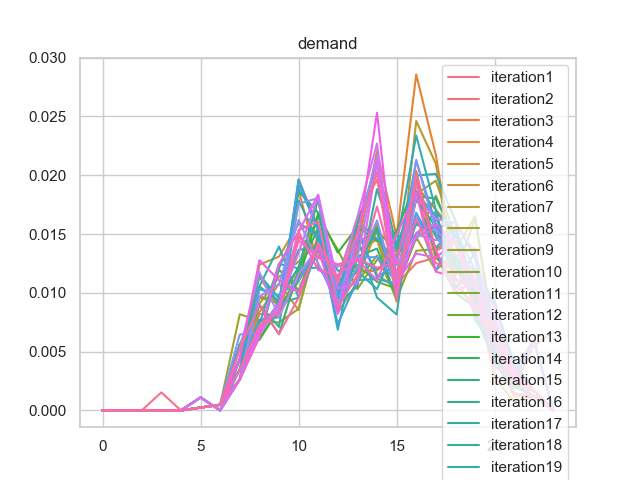 demand
0.030
0.025
0.020
0.015
0.010
0.005
0.000
0
5
10
15
iteration1
iteration2
iteration3
iteration4
iteration5
iteration6
iteration7
iteration8
iteration9
iteration10
iteration11
iteration12
iteration13
iteration14
iteration15
iteration16
iteration17
iteration18
iteration19